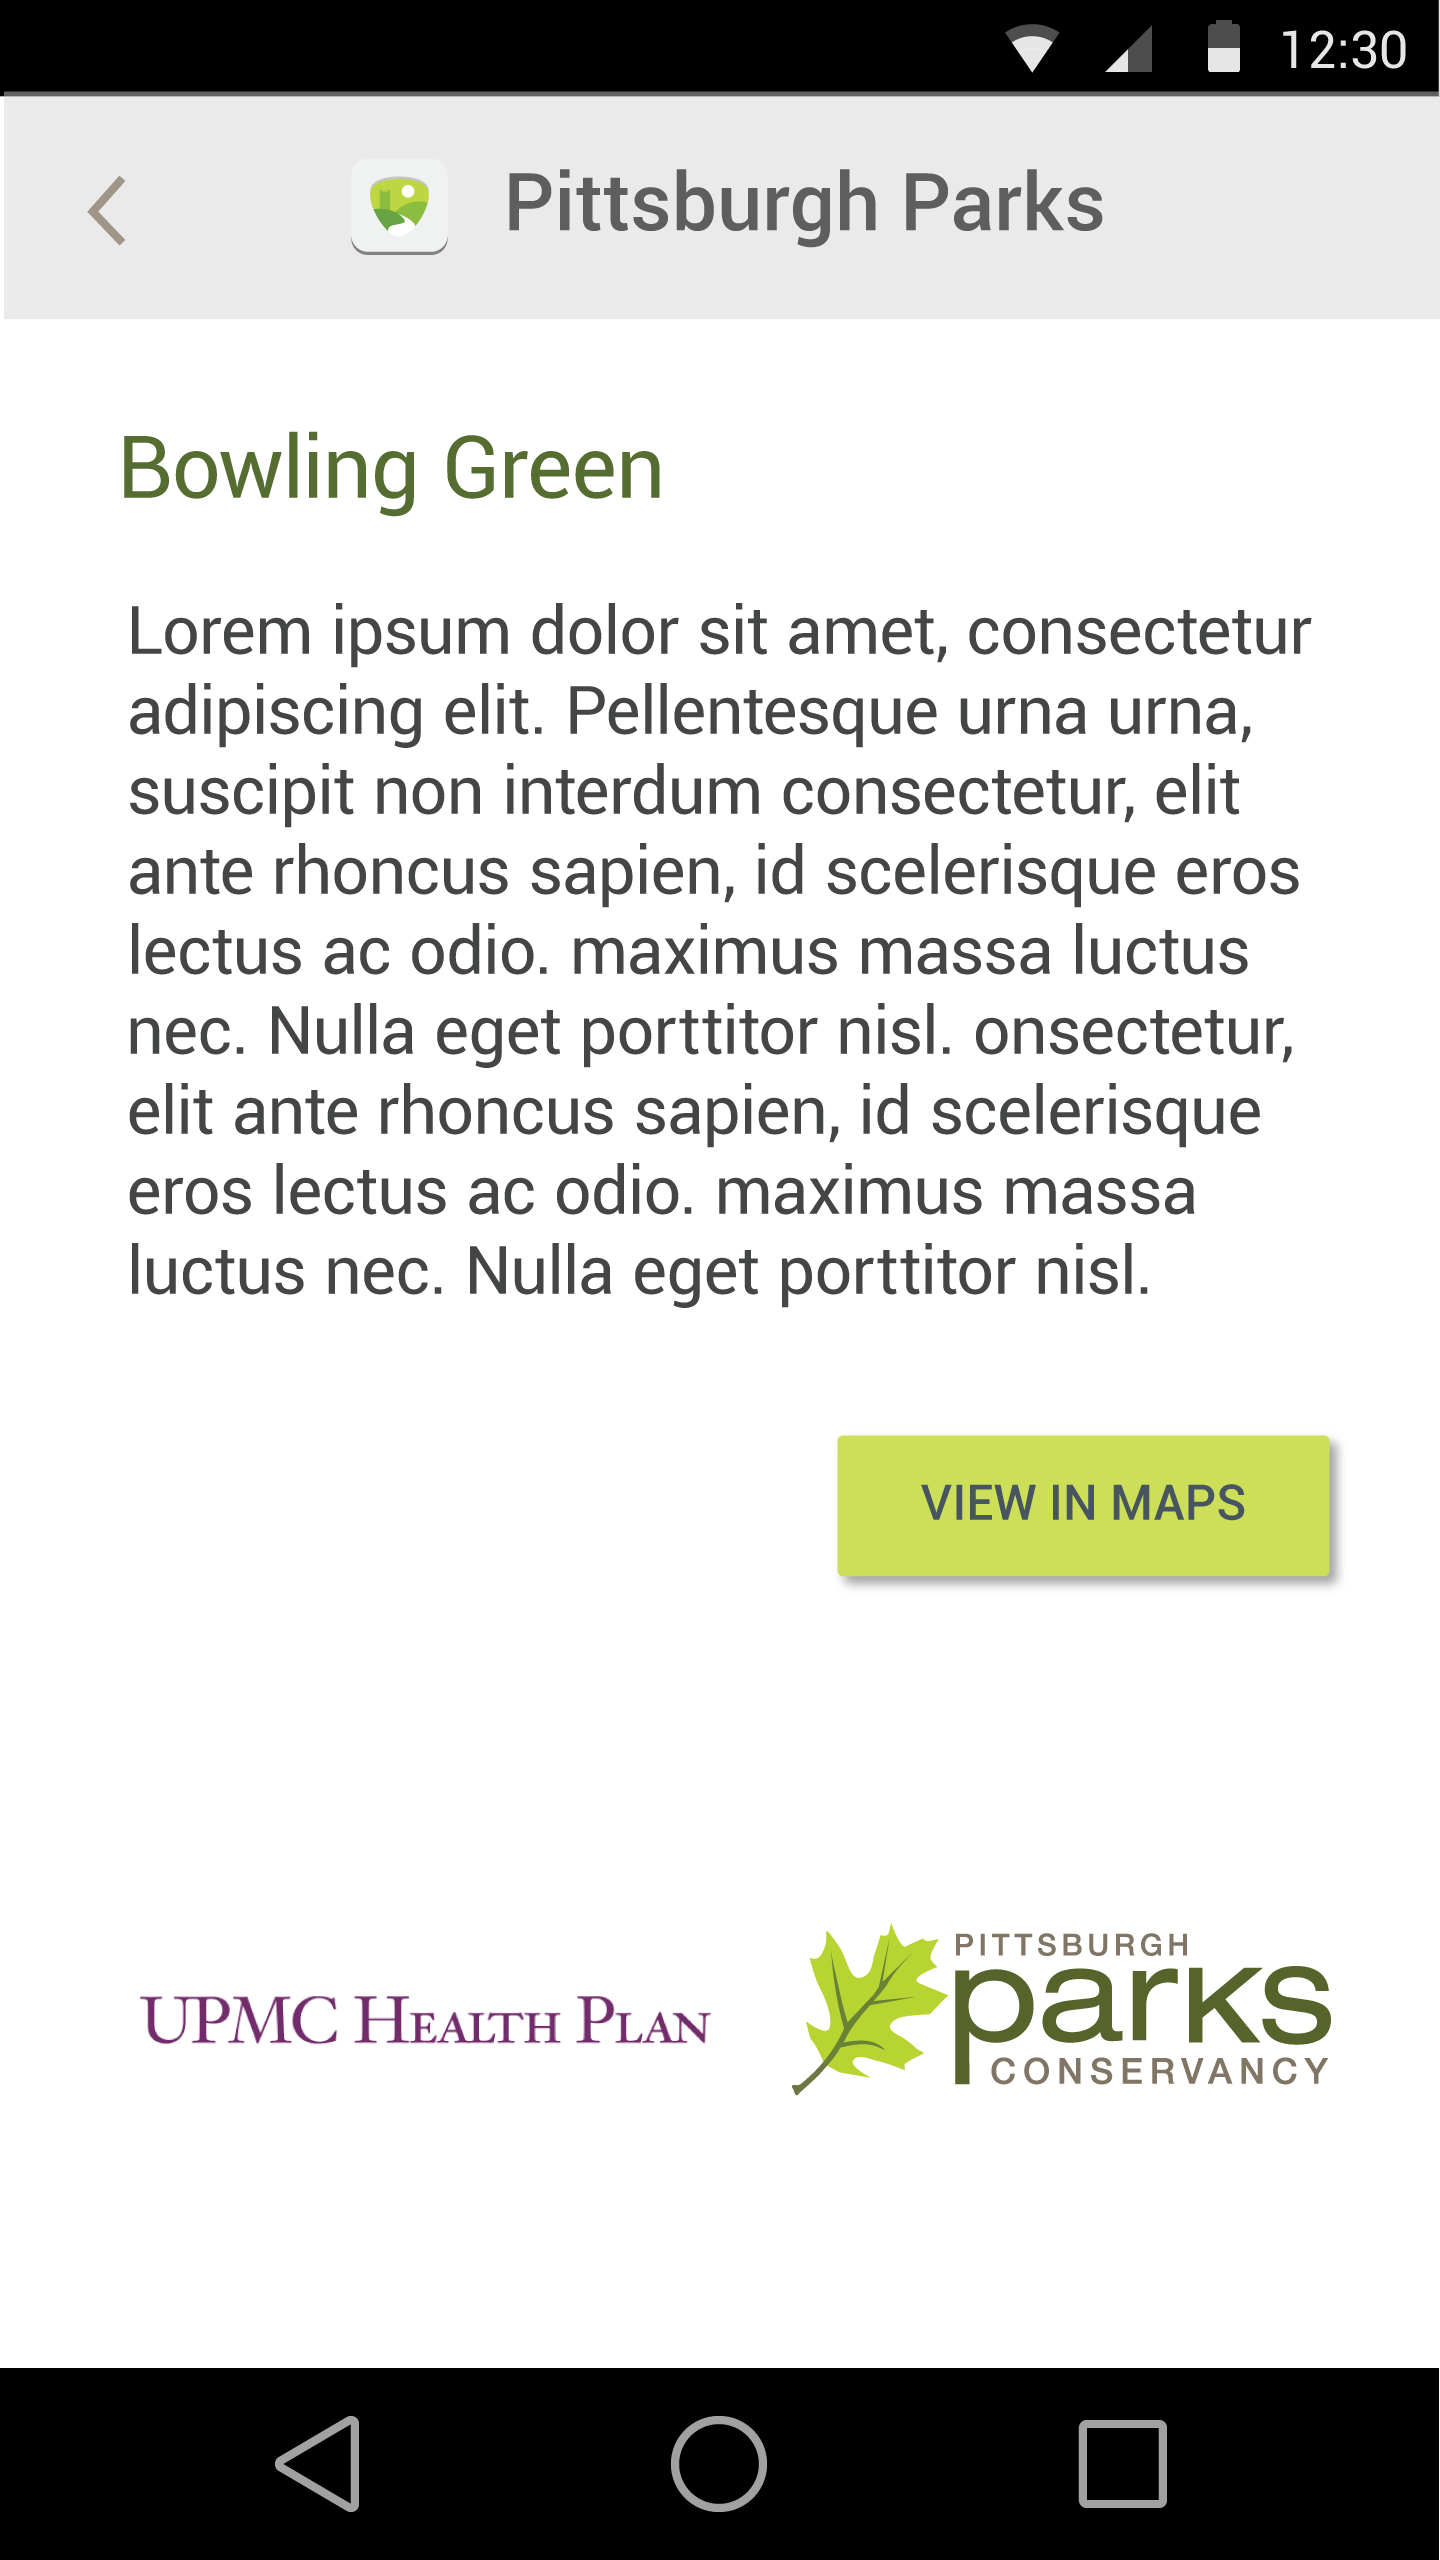 12:30
Pittsburgh Parks
Bowling Green
Lorem ipsum dolor sit amet, consectetur
adipiscing elit. Pellentesque urna urna,
suscipit non interdum consectetur, elit
ante rhoncus sapien, id scelerisque eros
lectus ac odio. maximus massa luctus
nec. Nulla eget porttitor nisl. onsectetur,
elit ante rhoncus sapien, id scelerisque
eros lectus ac odio. maximus massa
luctus nec. Nulla eget porttitor nisl.
VIEW IN MAPS
UPMC HEALTH PLAN
PITTSBURGH
parks
CONSERVANCY